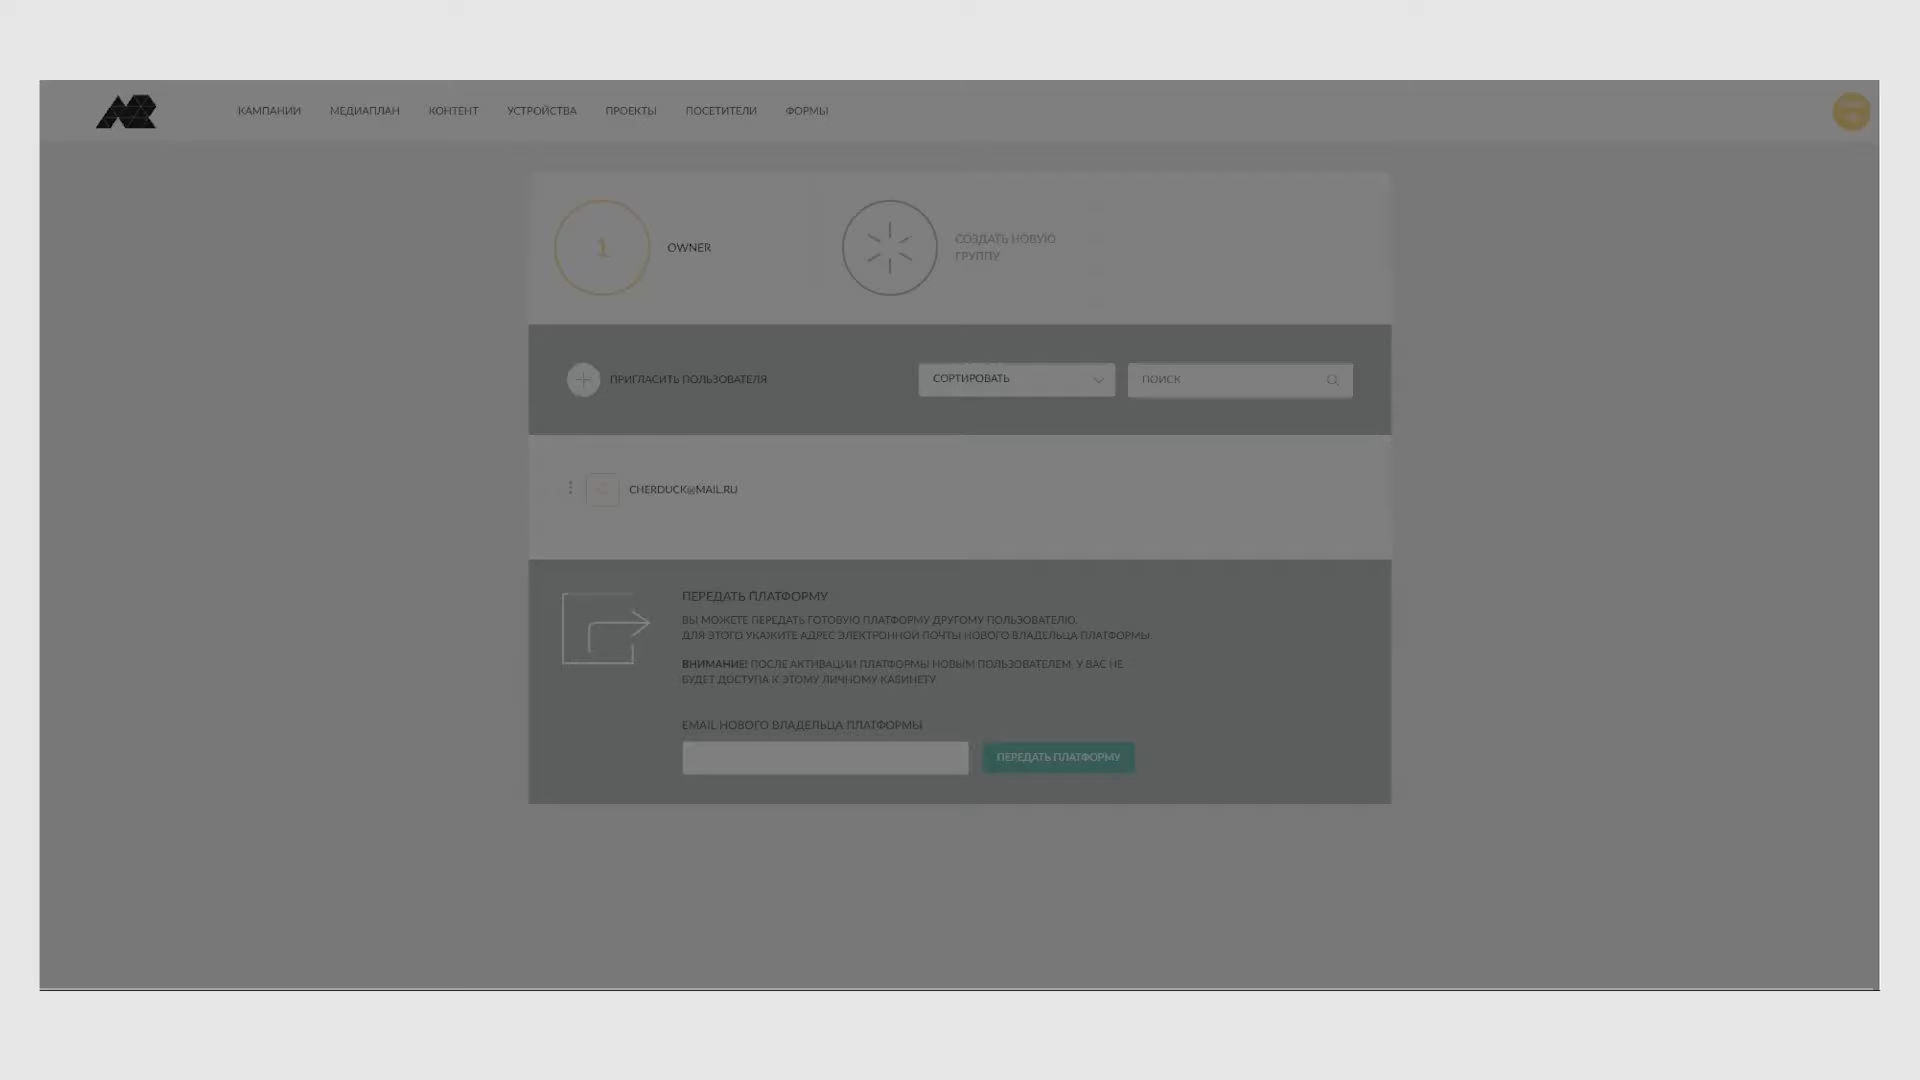 КАМПАНИИ МЕДИАПЛАН КОНТЕНТ УСТРОЙСТВА ПРОЕКТЫ ПОСЕТИТЕЛИ ФОРМЫ
1 OWNER
СОЗДАТЬ НОВУЮ
ГРУППУ
ПРИГЛАСИТЬ ПОЛЬЗОВАТЕЛЯ
СОРТИРОВАТЬ
ПОИСК
CHERDUCK@MAIL.RU
ПЕРЕДАТЬ ПЛАТФОРМУ
ВЫ МОЖЕТЕ ПЕРЕДАТЬ ГОТОВУЮ ПЛАТФОРМУ ДРУГОМУ ПОЛЬЗОВАТЕЛЮ.
ДЛЯ ЭТОГО УКАЖИТЕ АДРЕС ЭЛЕКТРОННОЙ ПОЧТЫ НОВОГО ВЛАДЕЛЬЦА ПЛАТФОРМЫ.
ВНИМАНИЕ! ПОСЛЕ АКТИВАЦИИ ПЛАТФОРМЫ НОВЫМ ПОЛЬЗОВАТЕЛЕМ, У ВАС НЕ
БУДЕТ ДОСТУПА К ЭТОМУ ЛИЧНОМУ КАБИНЕТУ
EMAIL НОВОГО ВЛАДЕЛЬЦА ПЛАТФОРМЫ
ПЕРЕДАТЬ ПЛАТФОРМУ